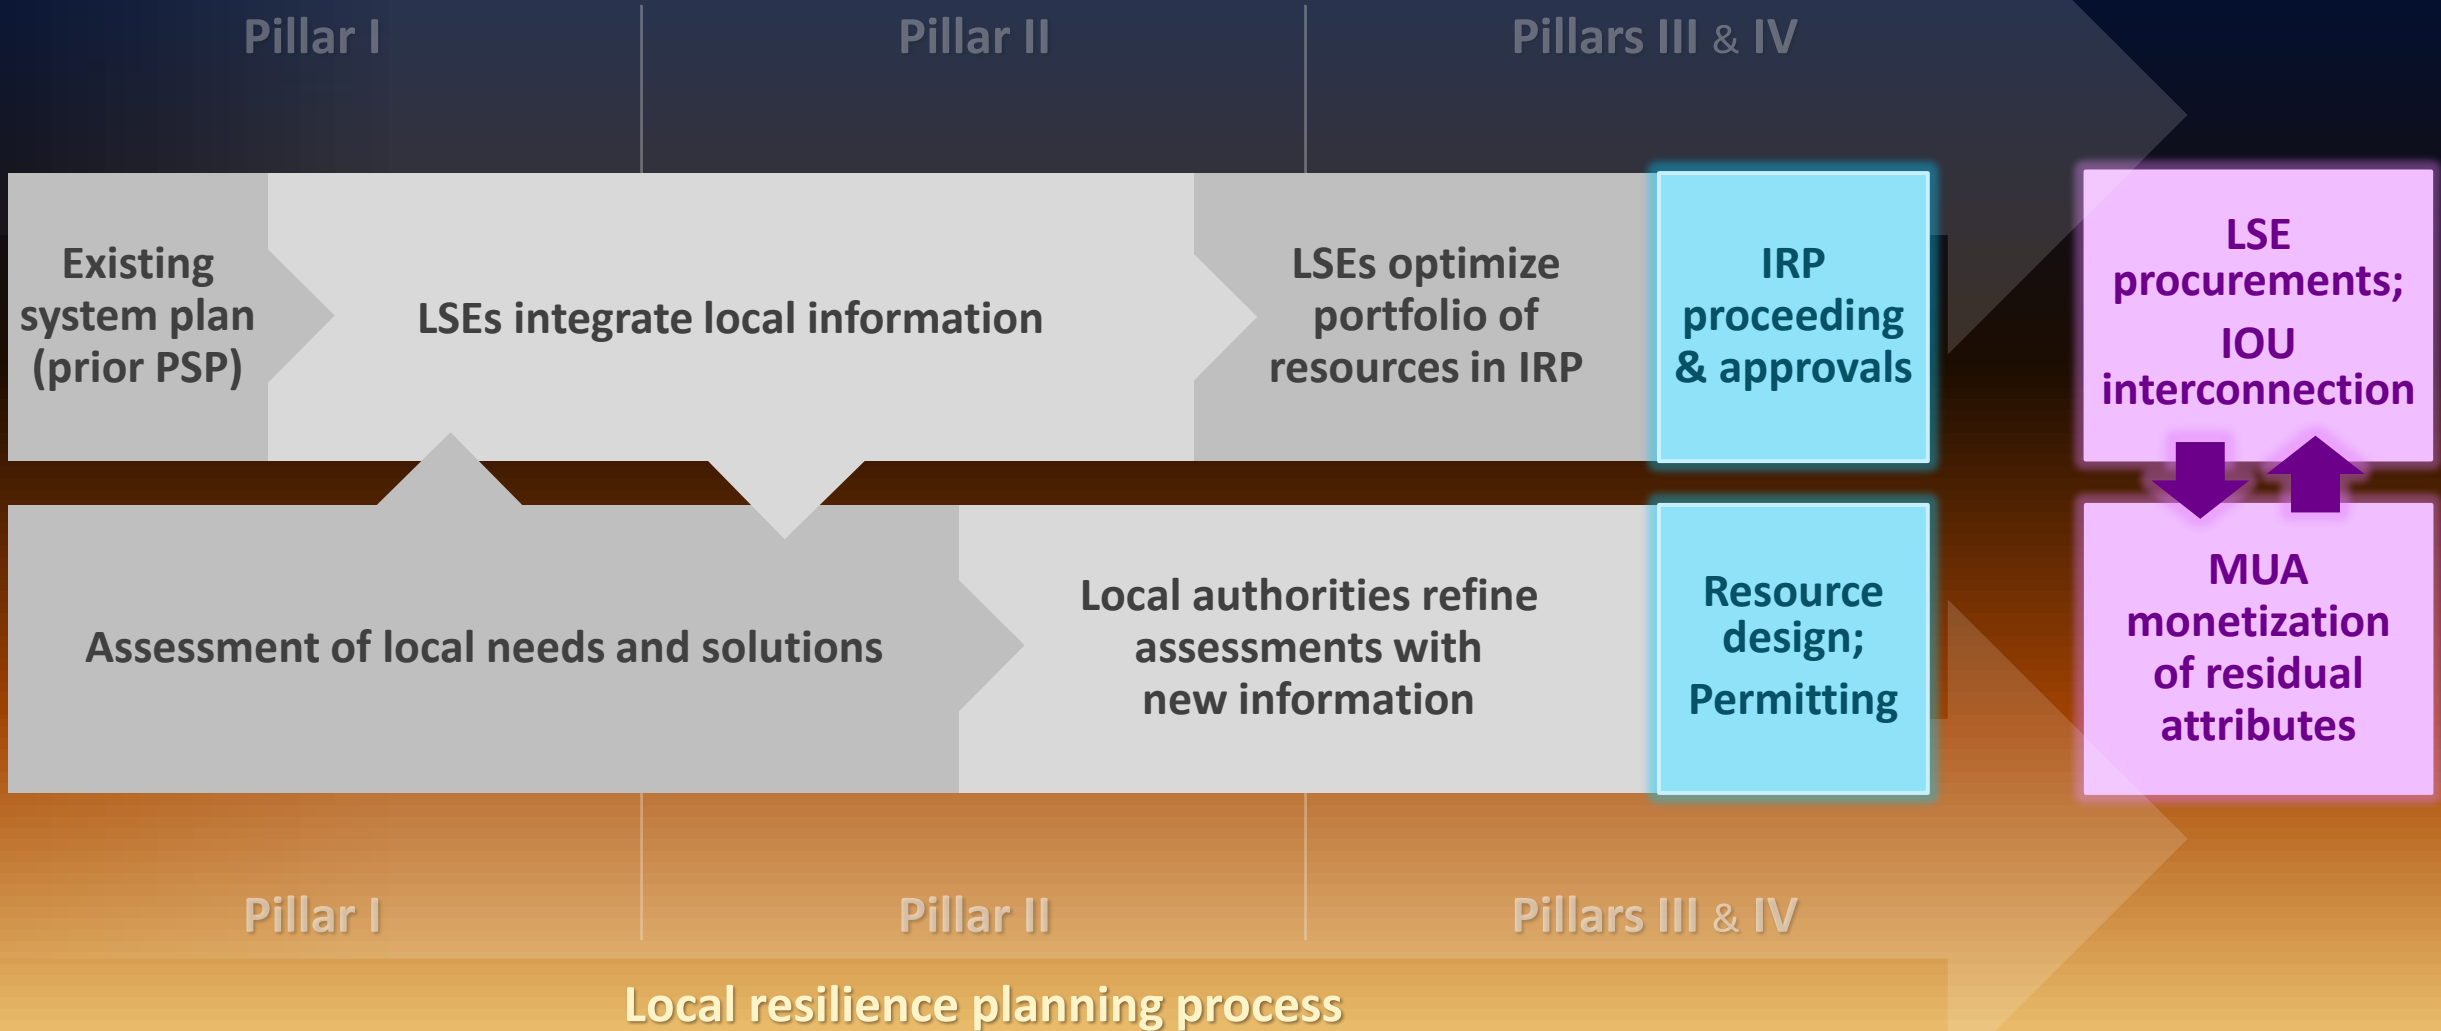 Pillar I
Pillar II
Pillars III & IV
Existing
system plan
(prior PSP)
LSEs integrate local information
LSEs optimize
portfolio of
resources in IRP
IRP
proceeding
& approvals
LSE
procurements;
IOU
interconnection
Assessment of local needs and solutions
Local authorities refine
assessments with
new information
Resource
design;
Permitting
MUA
monetization
of residual
attributes
Pillar I
Pillar II
Pillars III & IV
Local resilience planning process